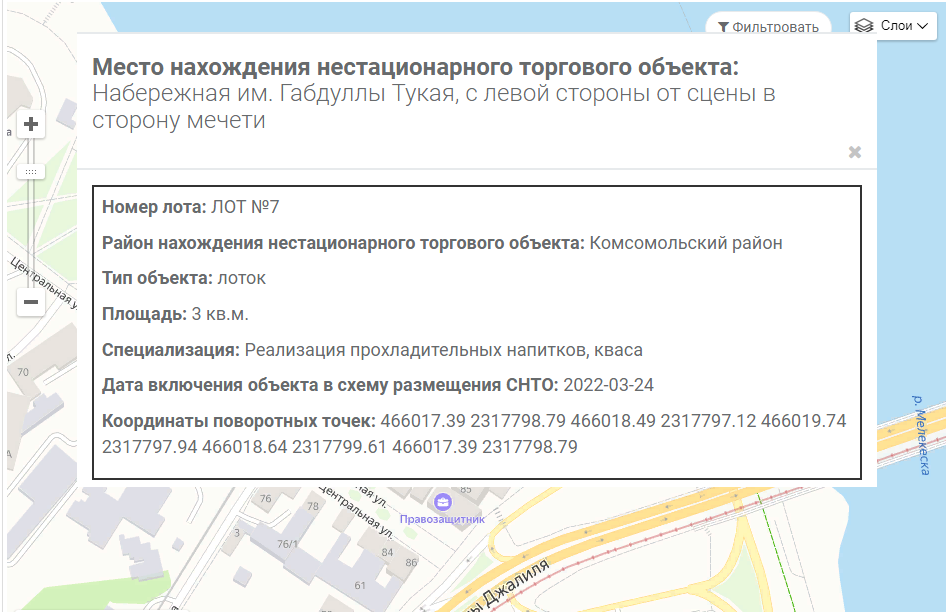 Фильтровать
Слои
Место нахождения нестационарного торгового объекта:
Набережная им. Габдуллы Тукая, с левой стороны от сцены в
сторону мечети
Номер лота: ЛОТ №7
Район нахождения нестационарного торгового объекта: Комсомольский район
Тип объекта: лоток
Площадь: 3 кв.м.
Специализация: Реализация прохладительных напитков, кваса
Дата включения объекта в схему размещения СНТО: 2022-03-24
Координаты поворотных точек: 466017.39 2317798.79 466018.49 2317797.12 466019.74
2317797.94 466018.64 2317799.61 466017.39 2317798.79
Центральная у
70
р. Мелекеска
76
78
85
Правозащитник
Центральная ул.
3
76/1
84
86
61
ы Джалиля
82